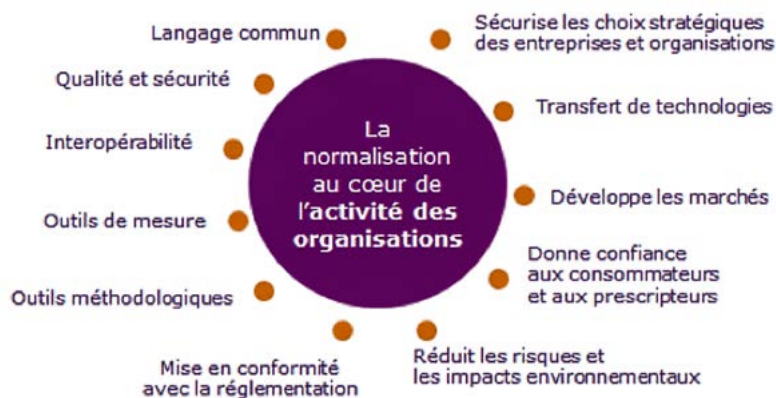 Langage commun
Qualité et sécurité
Interopérabilité
Outils de mesure
Outils méthodologiques
Mise en conformité
avec la réglementation
La
normalisation
au cœur de
l'activité des
organisations
Sécurise les choix stratégiques
des entreprises et organisations
Transfert de technologies
Développe les marchés
Donne confiance
aux consommateurs
et aux prescripteurs
Réduit les risques et
les impacts environnementaux